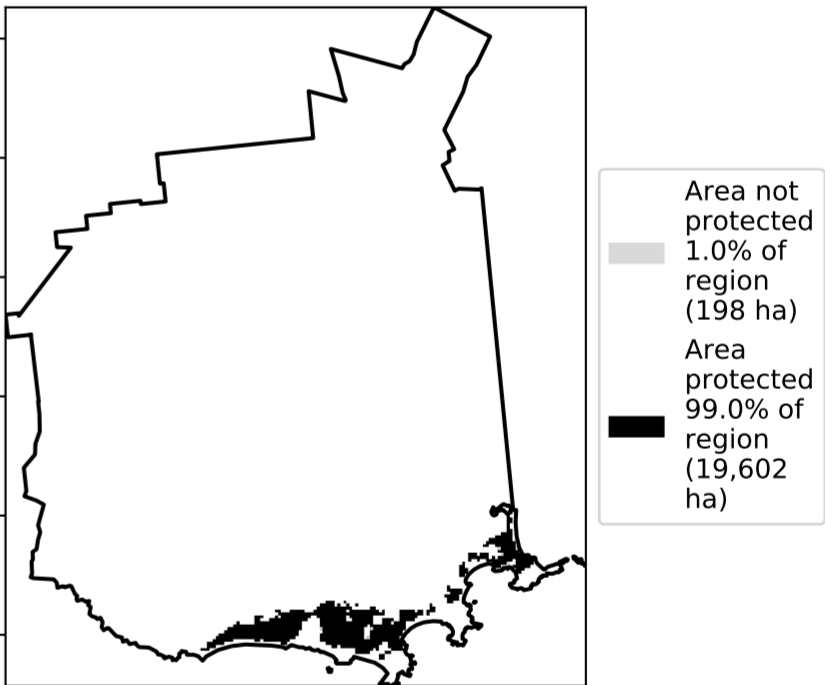 Area not
protected
1.0% of
region
(198 ha)
Area
protected
99.0% of
region
(19,602
ha)